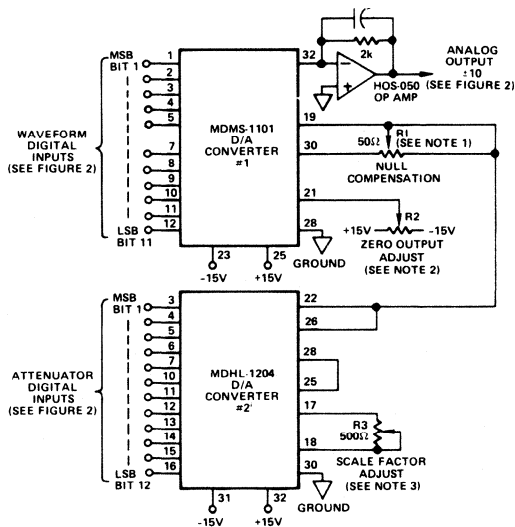 MSB
BIT 1
1
2
3
4
5
7
8
9
10
11
12
LSB
BIT 11
WAVEFORM
DIGITAL
INPUTS
(SEE FIGURE 2)
MDMS-1101
D/A
CONVERTER
#1
32
19
30
21
28
23
-15V
25
+15V
2k
HOS-050
OP AMP
ANALOG
OUTPUT
±10
(SEE FIGURE 2)
50Ω
R1
(SEE NOTE 1)
NULL
COMPENSATION
R2
+15V
-15V
ZERO OUTPUT
ADJUST
(SEE NOTE 2)
GROUND
MSB
BIT 1
3
4
5
6
7
10
11
12
13
14
15
16
LSB
BIT 12
ATTENUATOR
DIGITAL
INPUTS
(SEE FIGURE 2)
MDHL-1204
D/A
CONVERTER
#2'
22
26
28
25
17
18
30
31
-15V
32
+15V
R3
500Ω
SCALE FACTOR
ADJUST
(SEE NOTE 3)
GROUND